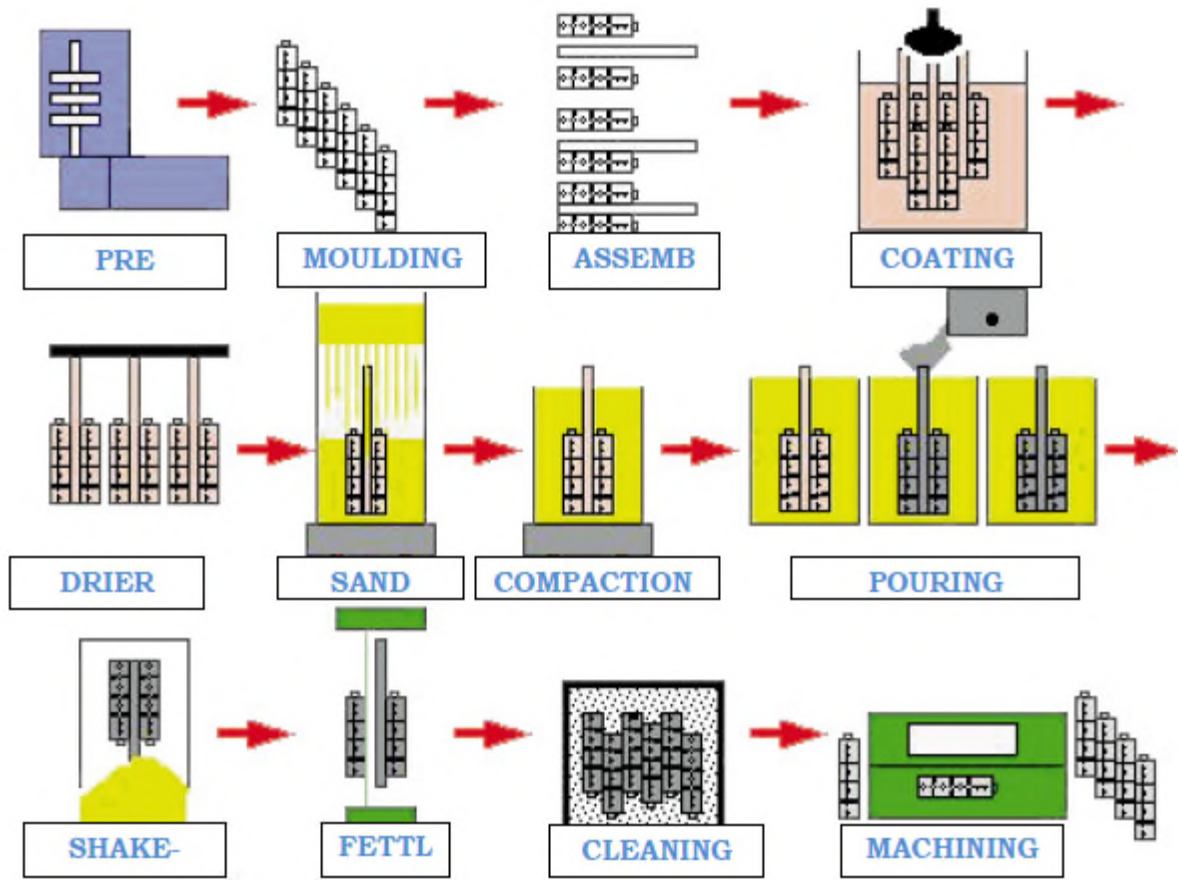 PRE
MOULDING
ASSEMB
COATING
DRIER
SAND
COMPACTION
POURING
SHAKE-
FETTL
CLEANING
MACHINING